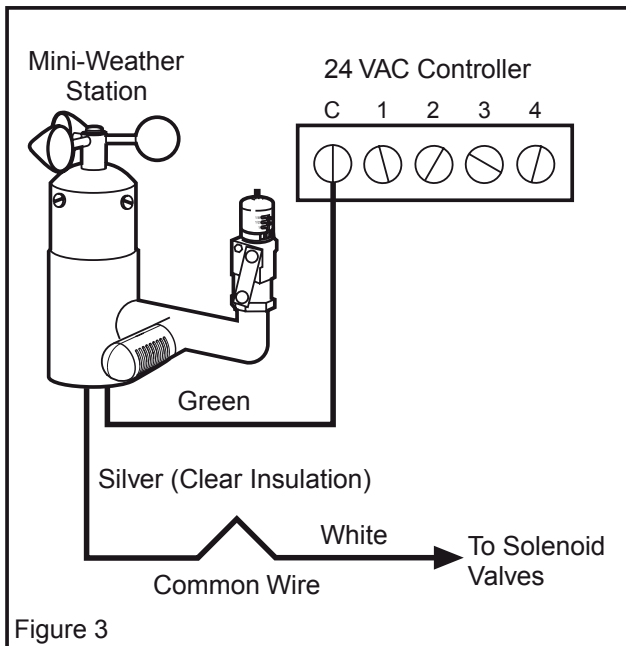 Mini-Weather
Station
24 VAC Controller
C 1 2 3 4
Green
Silver (Clear Insulation)
White
To Solenoid
Valves
Common Wire
Figure 3